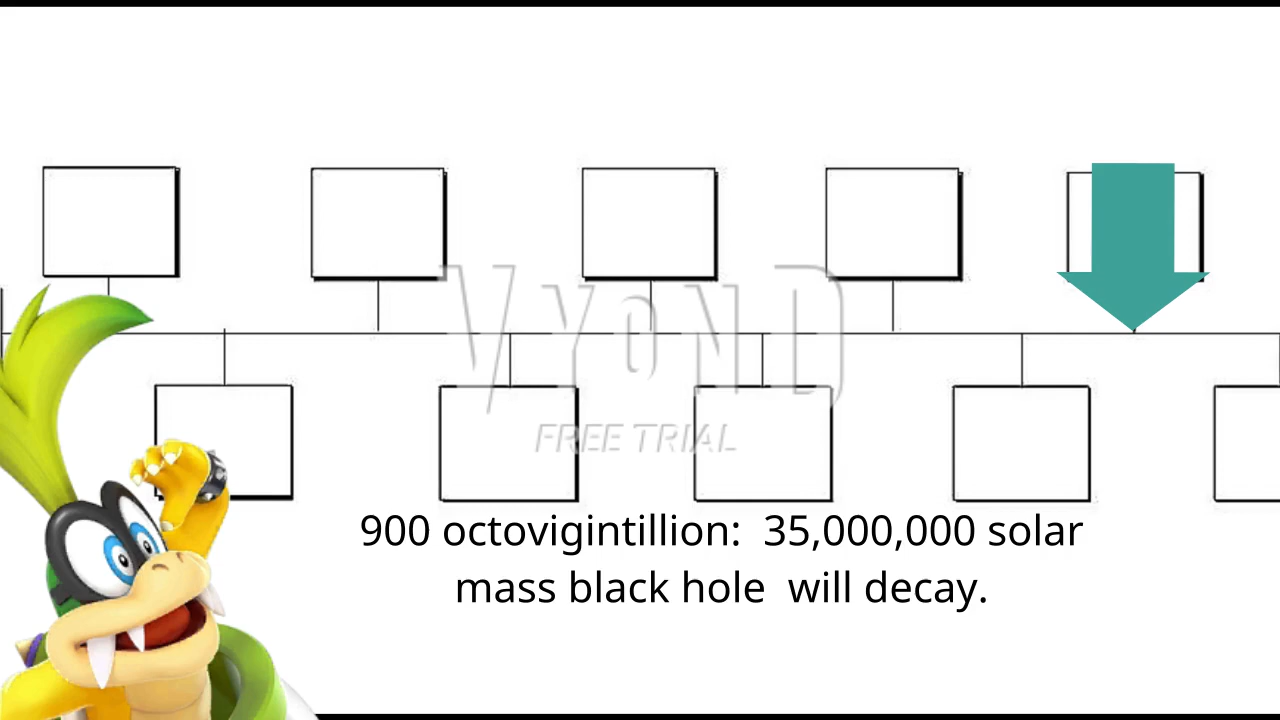 VYOND
FREE TRIAL
900 octovigintillion:  35,000,000 solar
mass black hole  will decay.